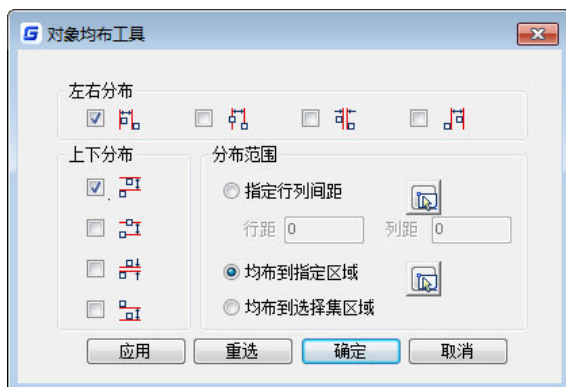 对象均布工具
左右分布
上下分布
分布范围
指定行列间距
行距 0 列距 0
均布到指定区域
均布到选择集区域
应用 重选 确定 取消